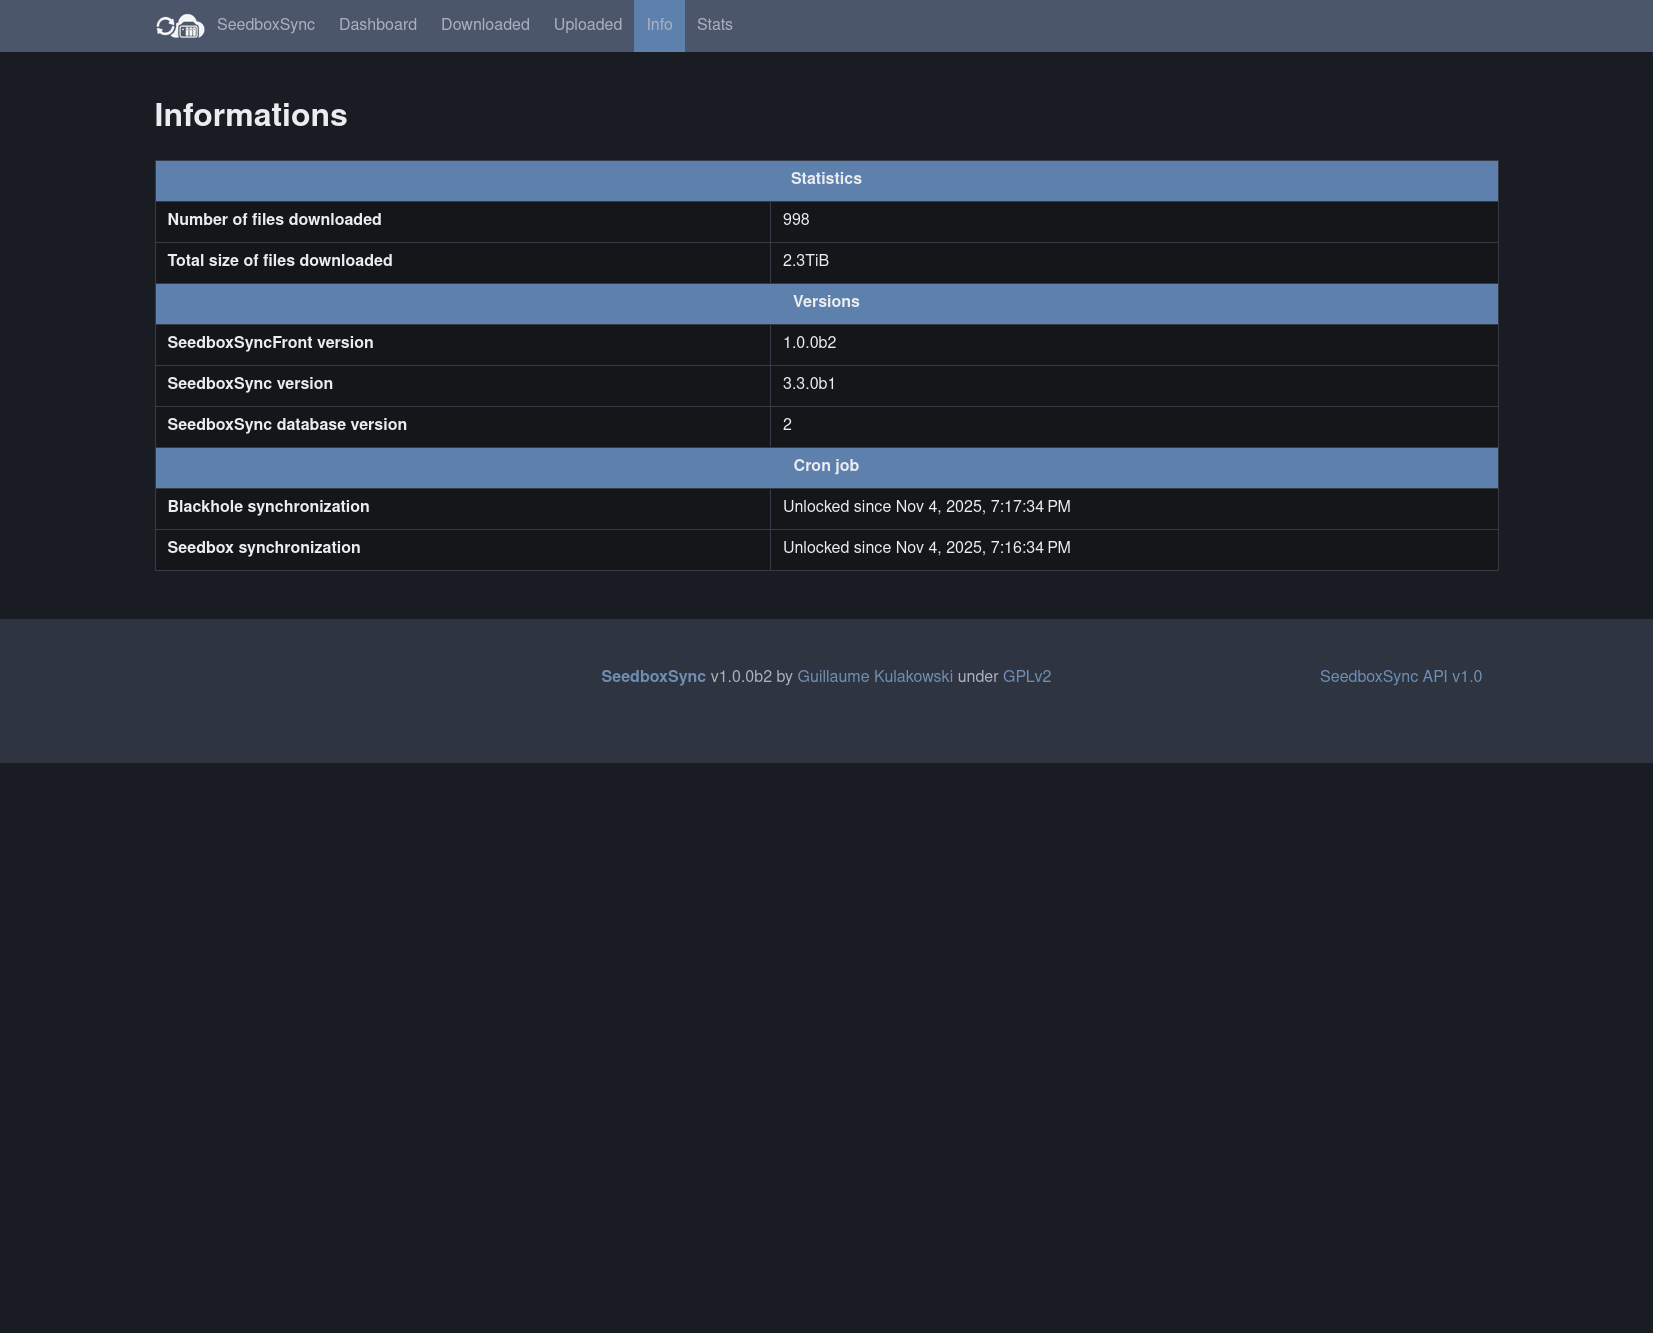 SeedboxSync Dashboard Downloaded Uploaded Info Stats
Informations
Statistics
Number of files downloaded 998
Total size of files downloaded 2.3TiB
Versions
SeedboxSyncFront version 1.0.0b2
SeedboxSync version 3.3.0b1
SeedboxSync database version 2
Cron job
Blackhole synchronization Unlocked since Nov 4, 2025, 7:17:34 PM
Seedbox synchronization Unlocked since Nov 4, 2025, 7:16:34 PM
SeedboxSync v1.0.0b2 by Guillaume Kulakowski under GPLv2 SeedboxSync API v1.0